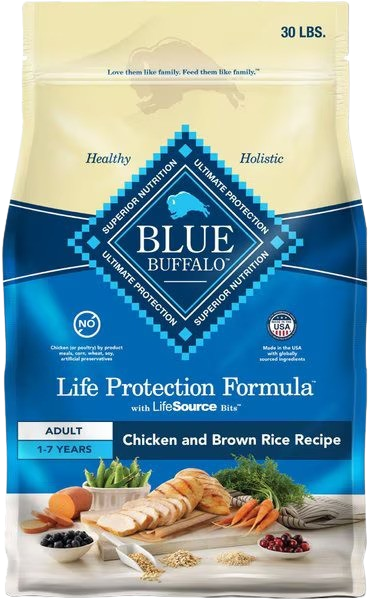 30 LBS.
Love them like family. Feed them like family.™
Healthy
Holistic
SUPERIOR NUTRITION
ULTIMATE PROTECTION
BLUE
BUFFALO™
ULTIMATE PROTECTION
SUPERIOR NUTRITION
NO
MADE IN THE
USA
Chicken (or poultry) by product
meals, corn, wheat, soy,
artificial preservatives
Made in the USA
with globally
sourced ingredients
Life Protection Formula™
with LifeSource Bits™
ADULT
1-7 YEARS
Chicken and Brown Rice Recipe